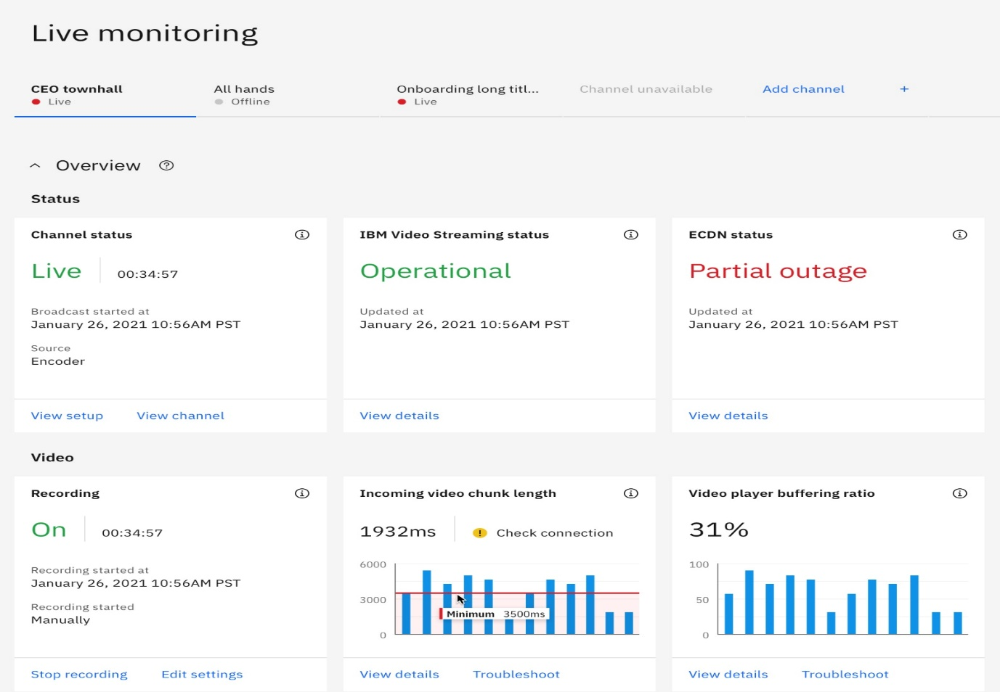 Live monitoring
CEO townhall
Live
All hands
Offline
Onboarding long titl...
Live
Channel unavailable
Add channel
+
Overview
Status
Channel status
Live
00:34:57
Broadcast started at
January 26, 2021 10:56AM PST
Source
Encoder
View setup
View channel
IBM Video Streaming status
Operational
Updated at
January 26, 2021 10:56AM PST
View details
ECDN status
Partial outage
Updated at
January 26, 2021 10:56AM PST
View details
Video
Recording
On
00:34:57
Recording started at
January 26, 2021 10:56AM PST
Recording started
Manually
Stop recording
Edit settings
Incoming video chunk length
1932ms
! Check connection
6000
3000
0
Minimum 3500ms
View details
Troubleshoot
Video player buffering ratio
31%
100
50
0
View details
Troubleshoot